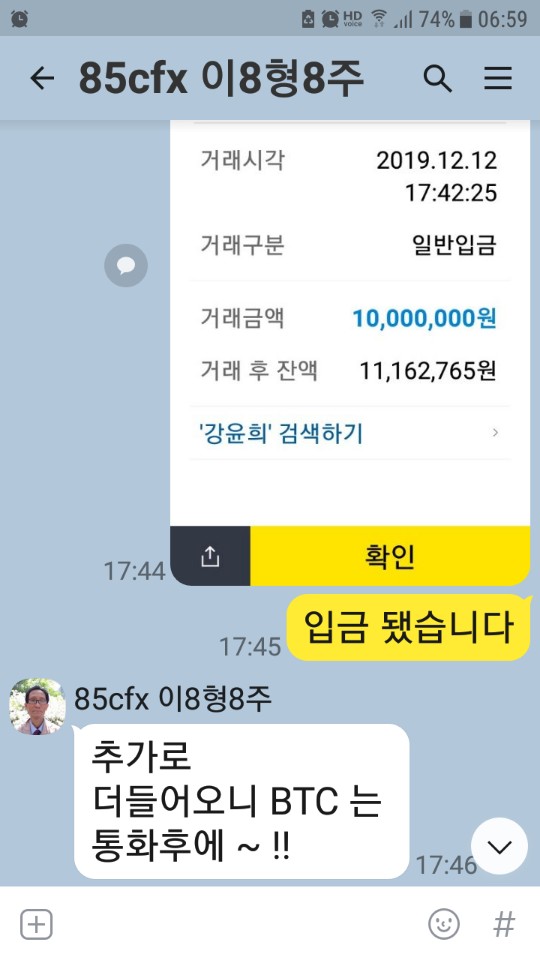 HD voice 74% 06:59
85cfx 이8형8주
거래시각 2019.12.12
17:42:25
거래구분 일반입금
거래금액 10,000,000원
거래 후 잔액 11,162,765원
'강윤희' 검색하기
확인
17:44
입금 됐습니다
17:45
85cfx 이8형8주
추가로
더들어오니 BTC 는
통화후에 ~ !!
17:46
#